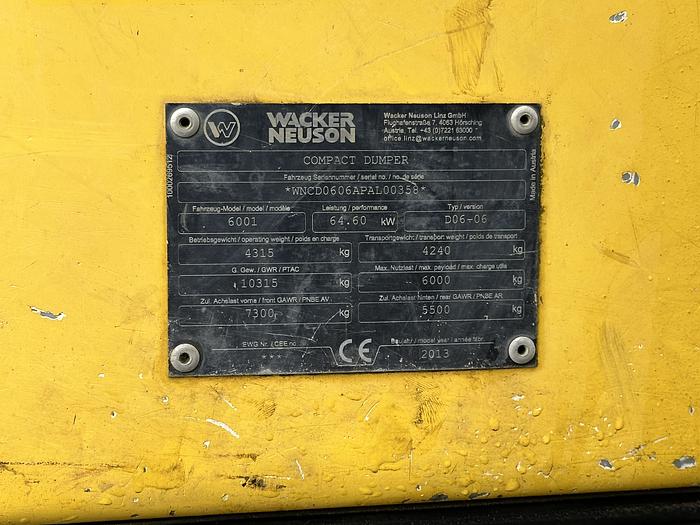 WACKER
NEUSON
Wacker Neuson Linz GmbH
Flughafenstraße 7, 4063 Hörsching
Austria, Tel. +43 (0)7221 63000
office.linz@wackerneuson.com
COMPACT DUMPER
Fahrzeug Seriennummer / serial no. / no. de série
*WNCD0606APAL00358*
Fahrzeug-Model / model / modèle
6001
Leistung / performance
64.60 kW
Typ / version
D06-06
Betriebsgewicht / operating weight / poids en charge
4315 kg
Transportgewicht / transport weight / poids de transport
4240 kg
G. Gew. / GWR / PTAC
10315 kg
Max. Nutzlast / max. payload / max. charge utile
6000 kg
Zul. Achslast vorne / front GAWR / PNBE AV
7300 kg
Zul. Achslast hinten / rear GAWR / PNBE AR
5500 kg
EWG Nr. / CEE no.
***
CE
Baujahr / model year / année fabr.
2013
1000289512
Made in Austria